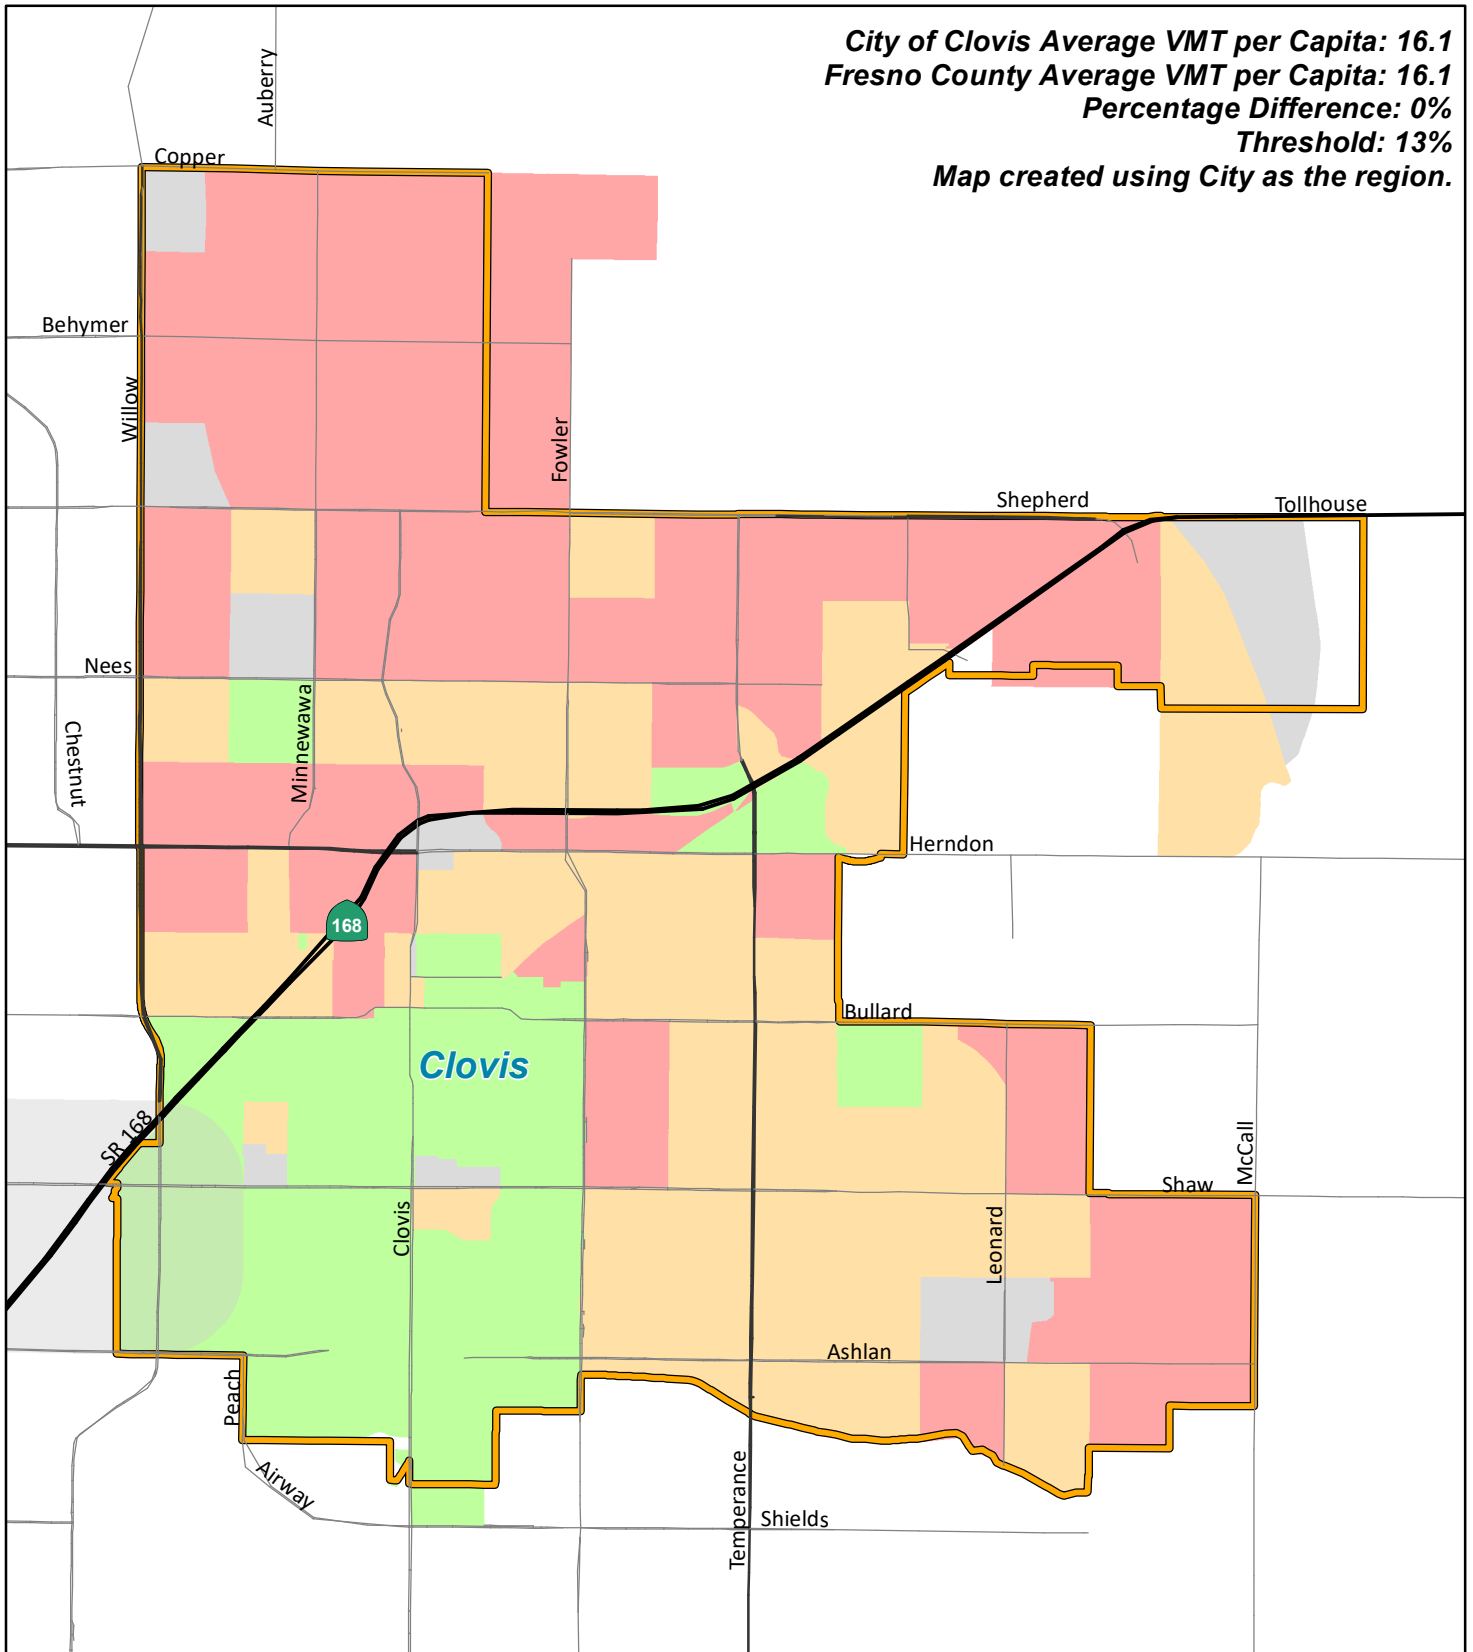 City of Clovis Average VMT per Capita: 16.1
Fresno County Average VMT per Capita: 16.1
Percentage Difference: 0%
Threshold: 13%
Map created using City as the region.
Auberry
Copper
Behymer
Willow
Fowler
Shepherd
Tollhouse
Nees
Minnewawa
Chestnut
Herndon
168
Bullard
Clovis
SR 168
McCall
Shaw
Clovis
Leonard
Ashlan
Peach
Airway
Temperance
Shields